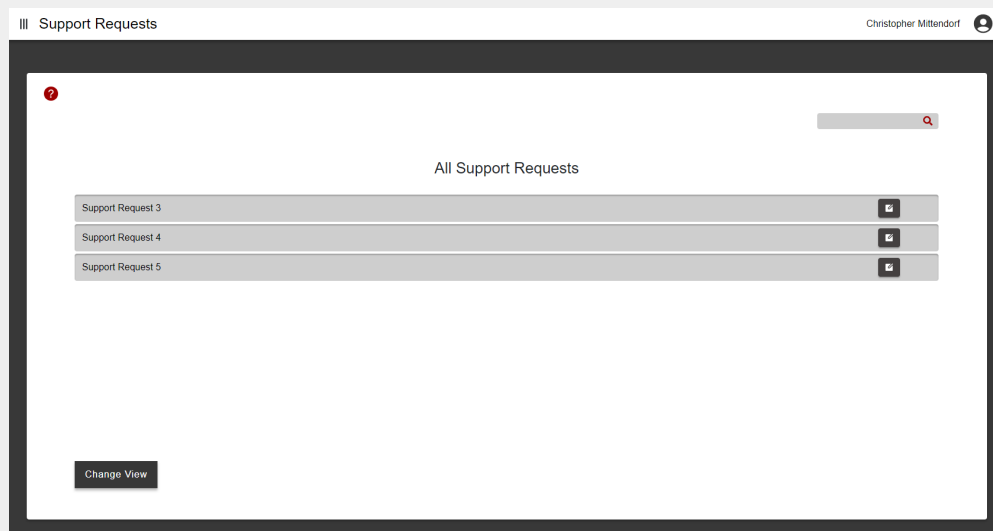 Support Requests
Christopher Mittendorf
?
All Support Requests
Support Request 3
Support Request 4
Support Request 5
Change View